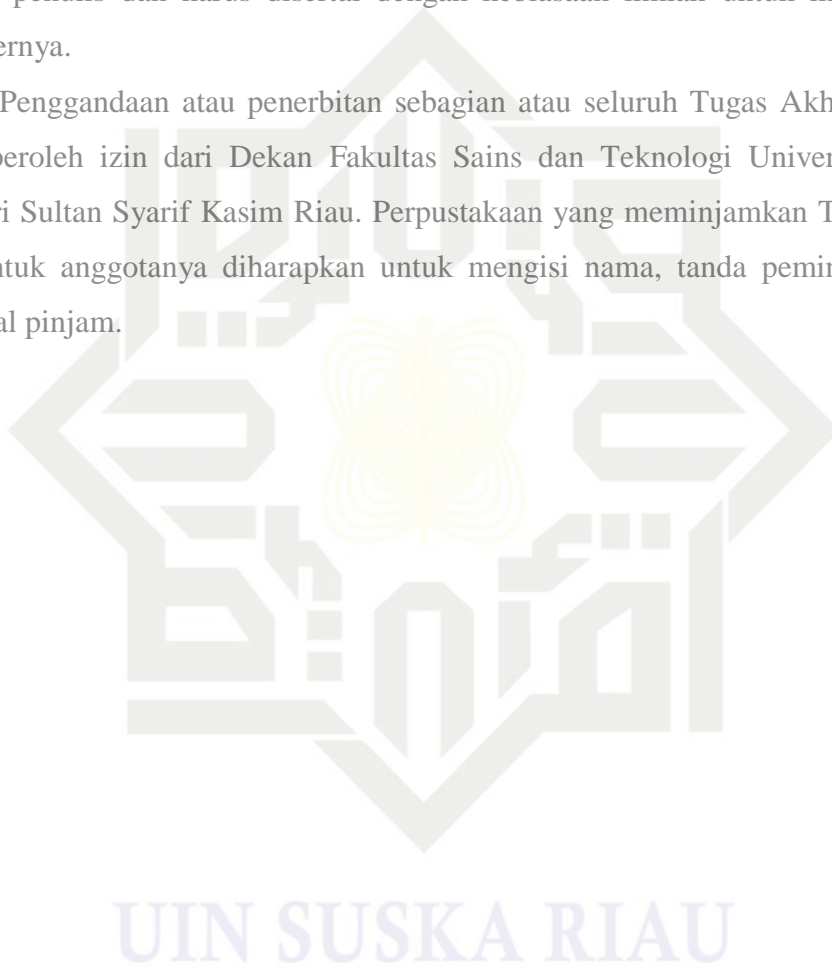 penulis dan harus disertai dengan kebiasaan ilmiah untuk
ernya.
Penggandaan atau penerbitan sebagian atau seluruh Tugas Akh
peroleh izin dari Dekan Fakultas Sains dan Teknologi Univer
ri Sultan Syarif Kasim Riau. Perpustakaan yang meminjamkan T
ntuk anggotanya diharapkan untuk mengisi nama, tanda pemin
al pinjam.
UIN SUSKA RIAU